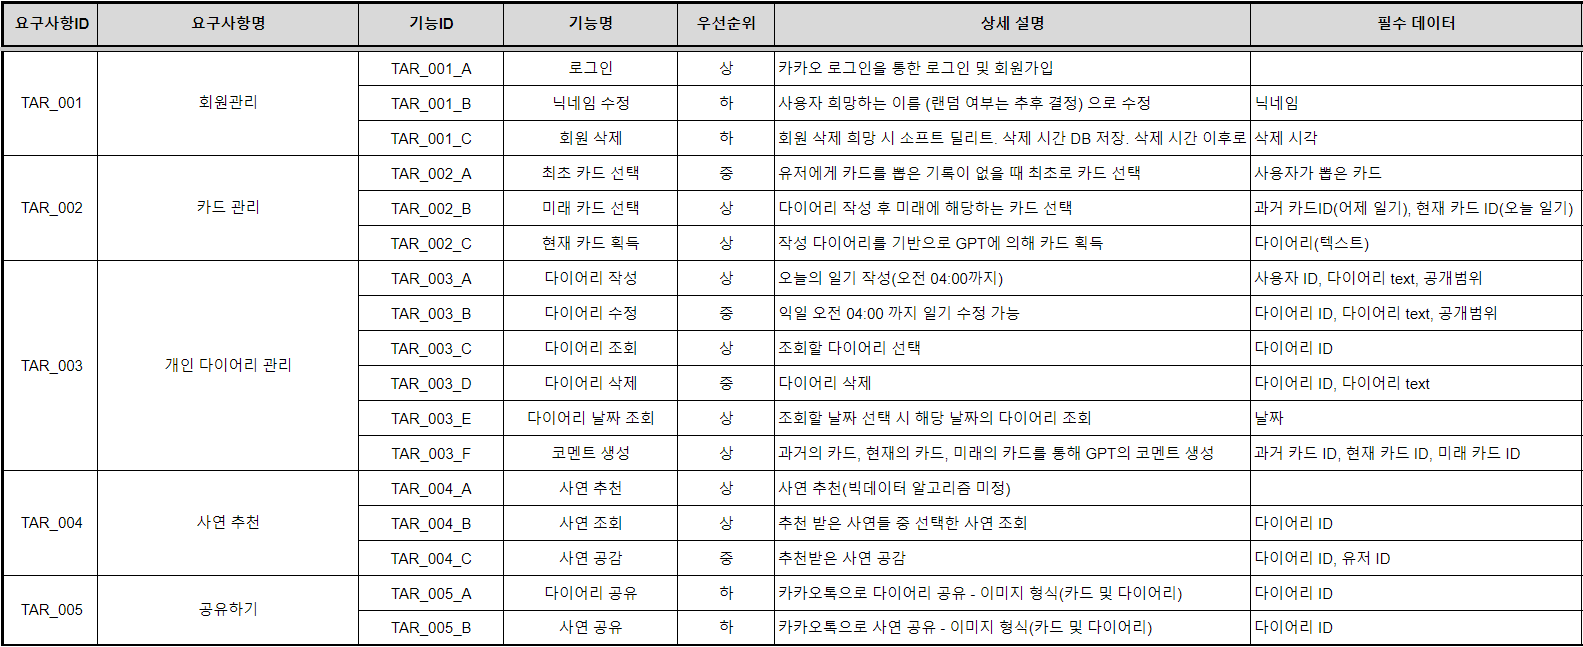 요구사항ID 요구사항명 기능ID 기능명 우선순위 상세 설명 필수 데이터
TAR_001 회원관리 TAR_001_A 로그인 상 카카오 로그인을 통한 로그인 및 회원가입
TAR_001_B 닉네임 수정 하 사용자 희망하는 이름 (랜덤 여부는 추후 결정) 으로 수정 닉네임
TAR_001_C 회원 삭제 하 회원 삭제 희망 시 소프트 딜리트. 삭제 시간 DB 저장. 삭제 시간 이후로 삭제 시각
TAR_002 카드 관리 TAR_002_A 최초 카드 선택 중 유저에게 카드를 뽑은 기록이 없을 때 최초로 카드 선택 사용자가 뽑은 카드
TAR_002_B 미래 카드 선택 상 다이어리 작성 후 미래에 해당하는 카드 선택 과거 카드ID(어제 일기), 현재 카드 ID(오늘 일기)
TAR_002_C 현재 카드 획득 상 작성 다이어리를 기반으로 GPT에 의해 카드 획득 다이어리(텍스트)
TAR_003 개인 다이어리 관리 TAR_003_A 다이어리 작성 상 오늘의 일기 작성(오전 04:00까지) 사용자 ID, 다이어리 text, 공개범위
TAR_003_B 다이어리 수정 중 익일 오전 04:00 까지 일기 수정 가능 다이어리 ID, 다이어리 text, 공개범위
TAR_003_C 다이어리 조회 상 조회할 다이어리 선택 다이어리 ID
TAR_003_D 다이어리 삭제 중 다이어리 삭제 다이어리 ID, 다이어리 text
TAR_003_E 다이어리 날짜 조회 상 조회할 날짜 선택 시 해당 날짜의 다이어리 조회 날짜
TAR_003_F 코멘트 생성 상 과거의 카드, 현재의 카드, 미래의 카드를 통해 GPT의 코멘트 생성 과거 카드 ID, 현재 카드 ID, 미래 카드 ID
TAR_004 사연 추천 TAR_004_A 사연 추천 상 사연 추천(빅데이터 알고리즘 미정)
TAR_004_B 사연 조회 상 추천 받은 사연들 중 선택한 사연 조회 다이어리 ID
TAR_004_C 사연 공감 중 추천받은 사연 공감 다이어리 ID, 유저 ID
TAR_005 공유하기 TAR_005_A 다이어리 공유 하 카카오톡으로 다이어리 공유 - 이미지 형식(카드 및 다이어리) 다이어리 ID
TAR_005_B 사연 공유 하 카카오톡으로 사연 공유 - 이미지 형식(카드 및 다이어리) 다이어리 ID